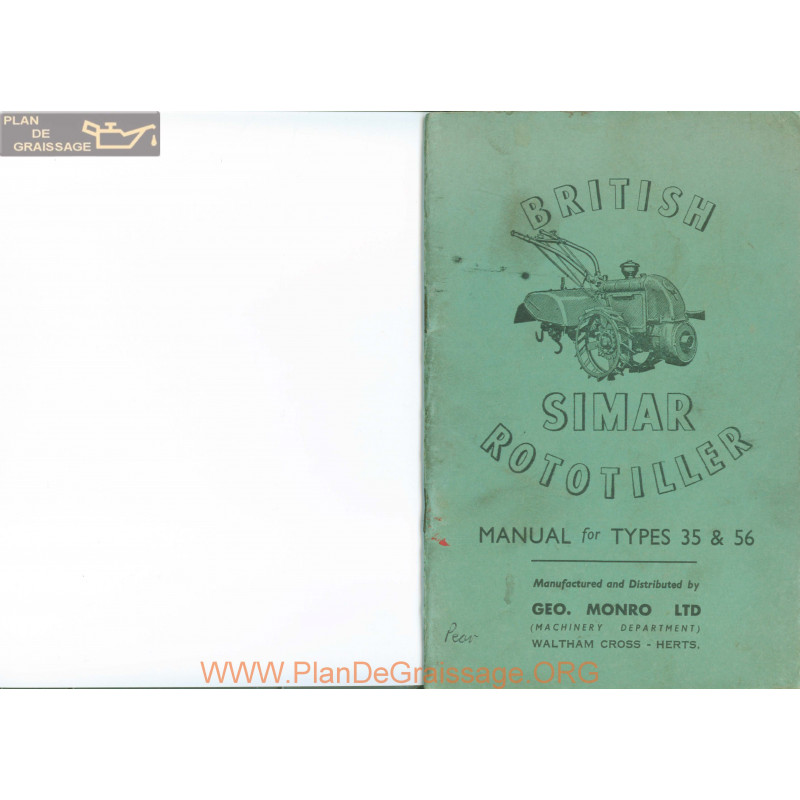 PLAN
DE
GRAISSAGE
BRITISH
SIMAR
ROTOTILLER
MANUAL for TYPES 35 & 56
Manufactured and Distributed by
GEO. MONRO LTD
(MACHINERY DEPARTMENT)
WALTHAM CROSS - HERTS.
www.PlanDeGraissage.ORG